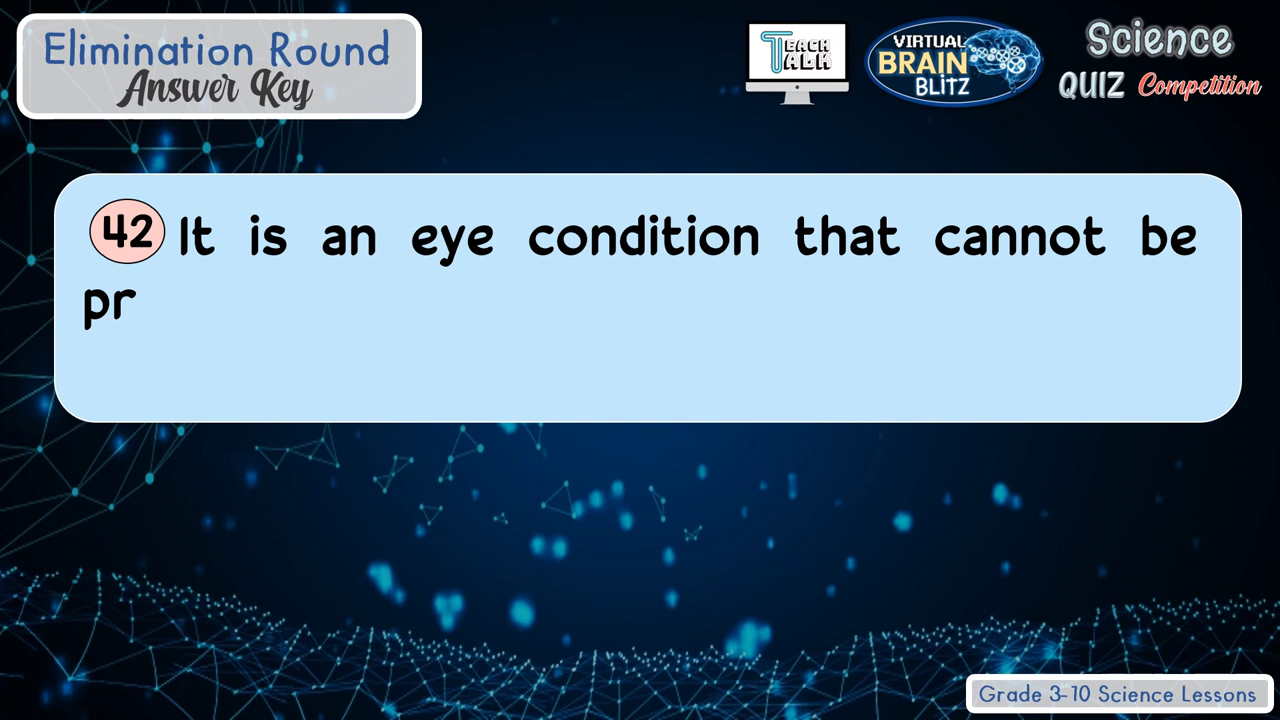 Elimination Round
Answer Key
TEACH
TALK
VIRTUAL
BRAIN
BLITZ
Science
QUIZ Competition
42 It is an eye condition that cannot be
pr
Grade 3-10 Science Lessons